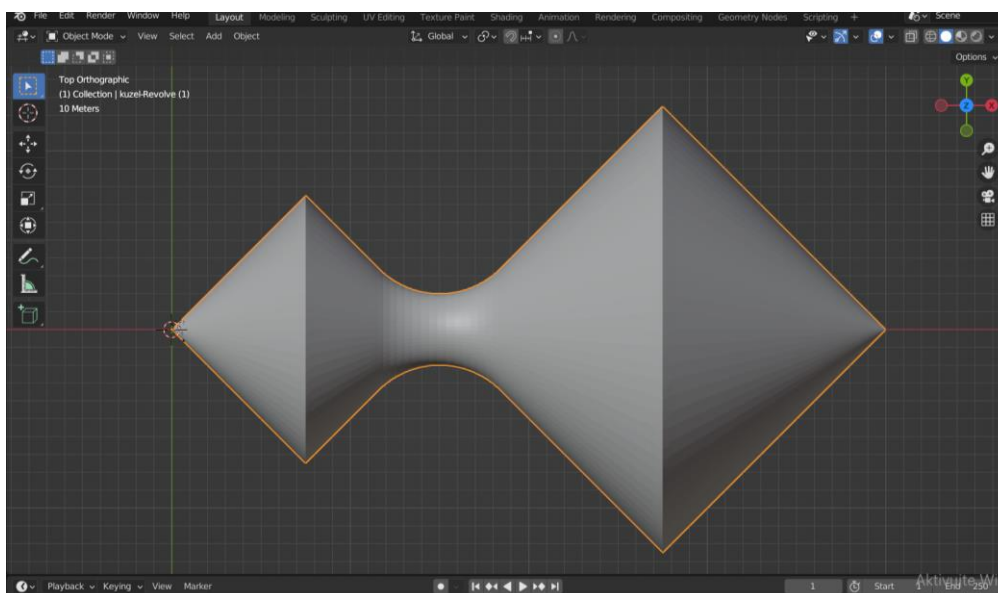 File Edit Render Window Help Layout Modeling Sculpting UV Editing Texture Paint Shading Animation Rendering Compositing Geometry Nodes Scripting + Scene
Object Mode View Select Add Object Global
Options
Top Orthographic
(1) Collection | kuzel-Revolve (1)
10 Meters
Y
Z
X
Playback Keying View Marker 1 Start 1 End 250